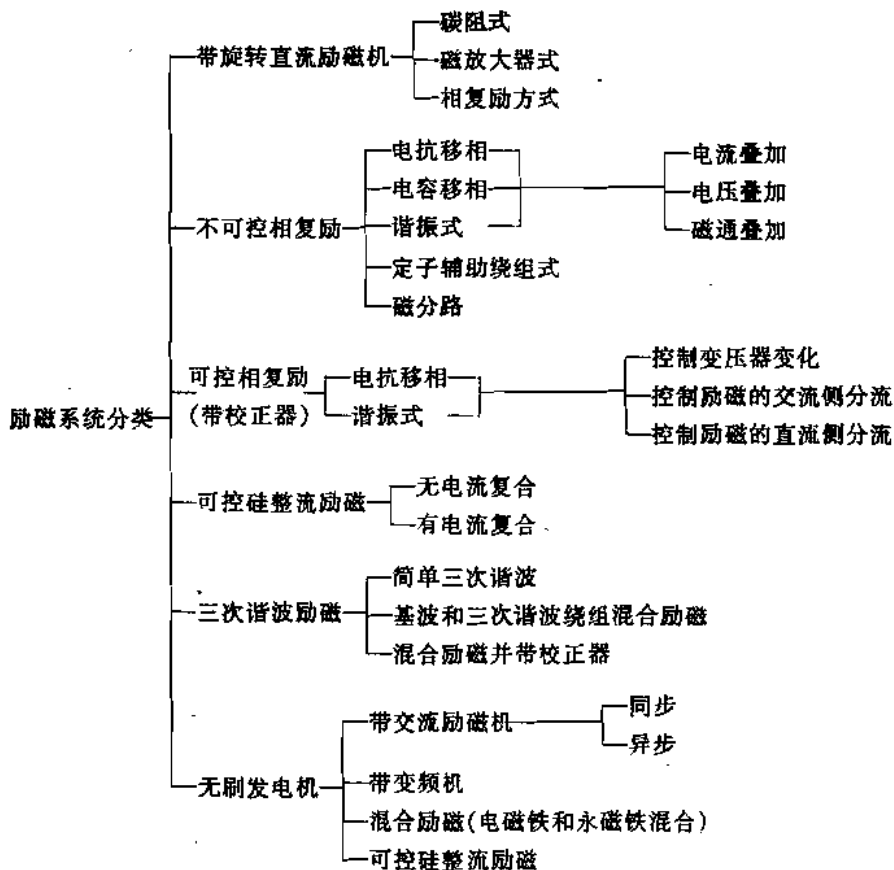 励磁系统分类
带旋转直流励磁机
碳阻式
磁放大器式
相复励方式
不可控相复励
电抗移相
电容移相
谐振式
定子辅助绕组式
磁分路
电流叠加
电压叠加
磁通叠加
可控相复励
(带校正器)
电抗移相
谐振式
控制变压器变化
控制励磁的交流侧分流
控制励磁的直流侧分流
可控硅整流励磁
无电流复合
有电流复合
三次谐波励磁
简单三次谐波
基波和三次谐波绕组混合励磁
混合励磁并带校正器
无刷发电机
带交流励磁机
同步
异步
带变频机
混合励磁(电磁铁和永磁铁混合)
可控硅整流励磁